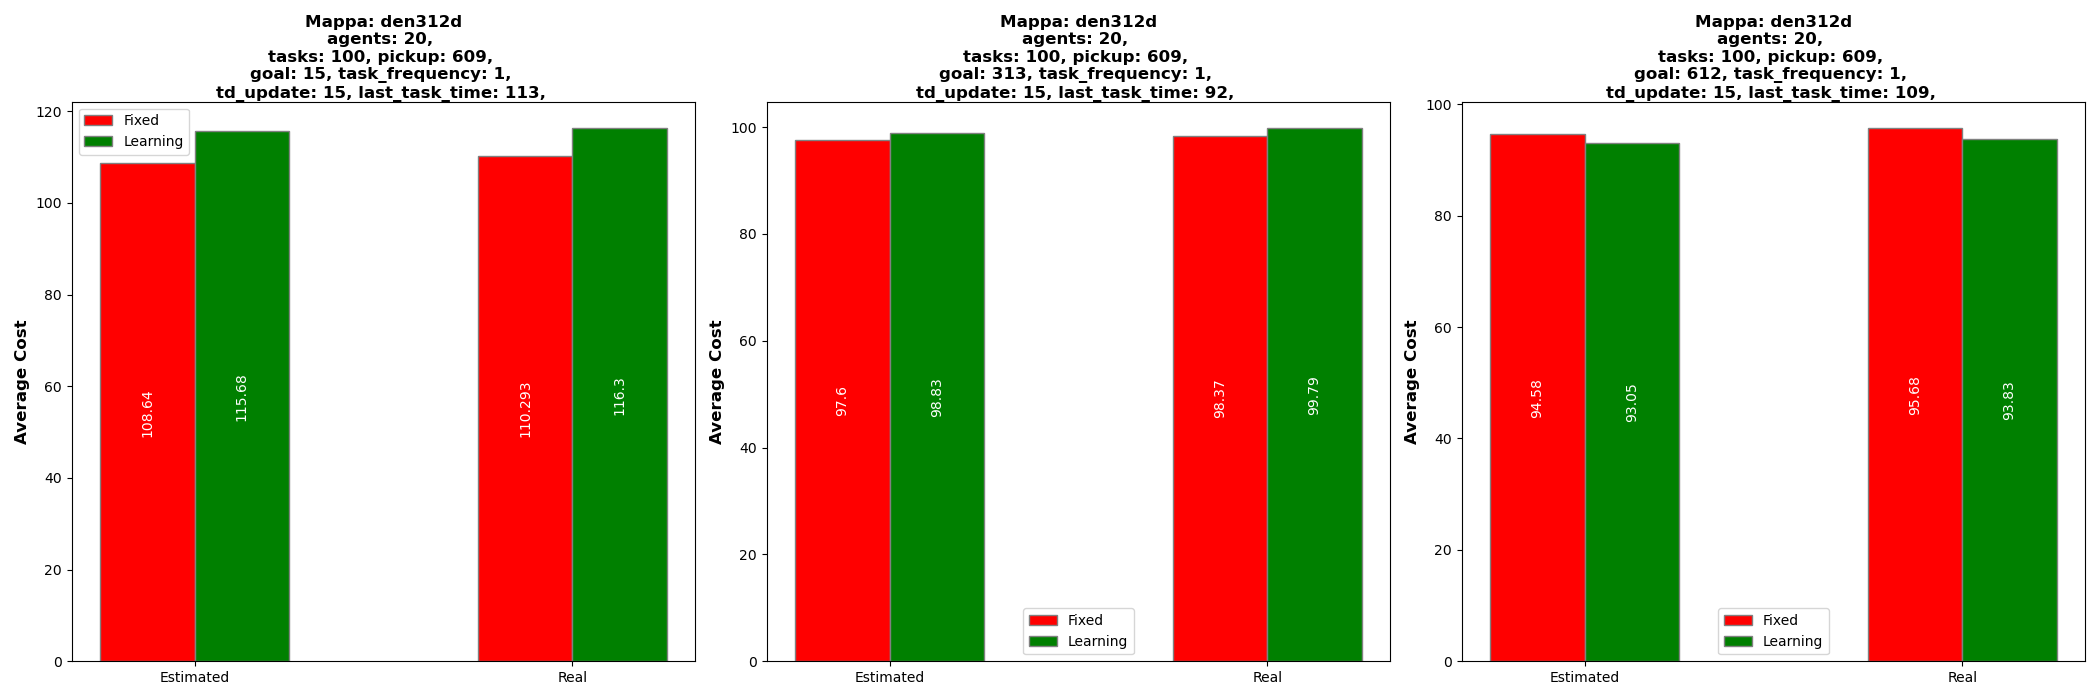 Mappa: den312d
agents: 20,
tasks: 100, pickup: 609,
goal: 15, task_frequency: 1,
td_update: 15, last_task_time: 113,
Average Cost
120
100
80
60
40
20
0
Fixed
Learning
108.64
115.68
110.293
116.3
Estimated
Real
Mappa: den312d
agents: 20,
tasks: 100, pickup: 609,
goal: 313, task_frequency: 1,
td_update: 15, last_task_time: 92,
Average Cost
100
80
60
40
20
0
97.6
98.83
98.37
99.79
Fixed
Learning
Estimated
Real
Mappa: den312d
agents: 20,
tasks: 100, pickup: 609,
goal: 612, task_frequency: 1,
td_update: 15, last_task_time: 109,
Average Cost
100
80
60
40
20
0
94.58
93.05
95.68
93.83
Fixed
Learning
Estimated
Real